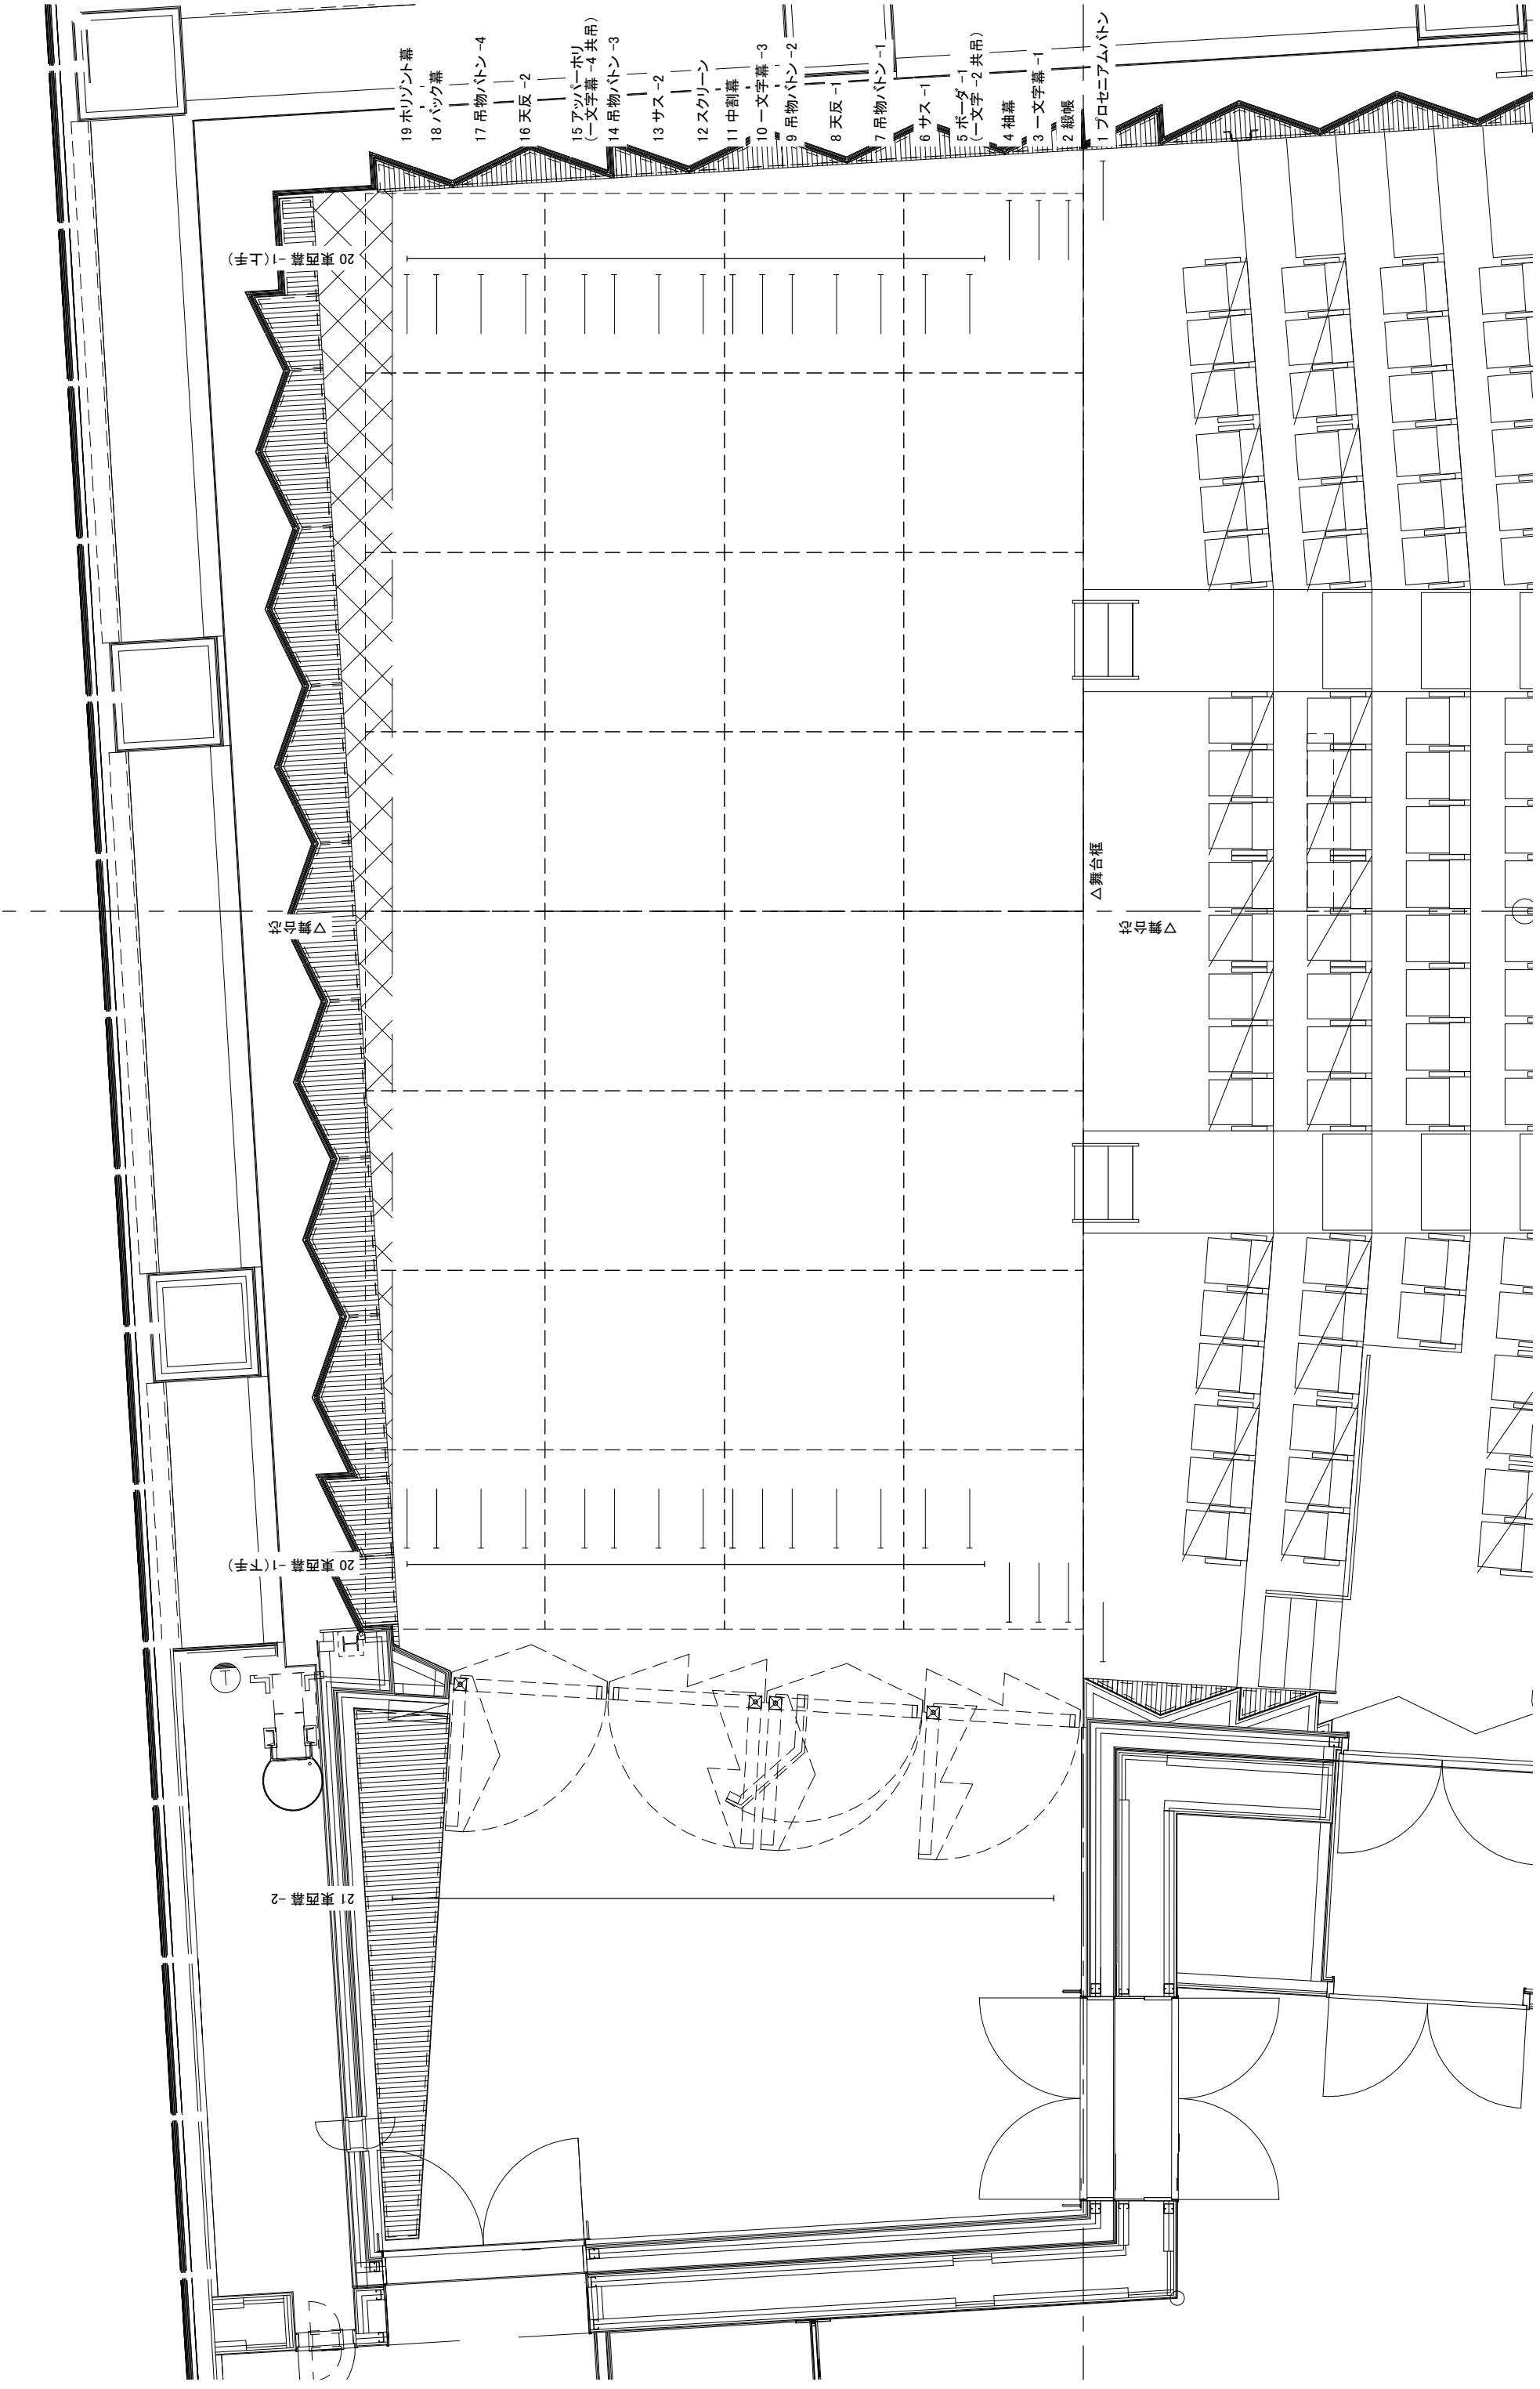 19 ホリゾント幕
18 バック幕
17 吊物バトン -4
16 天反 -2
15 アッパーホリ
(一文字幕 -4 共吊)
14 吊物バトン -3
13 サス -2
12 スクリーン
11 中割幕
10 一文字幕 -3
9 吊物バトン -2
8 天反 -1
7 吊物バトン -1
6 サス -1
5 ボーダ -1
(一文字 -2 共吊)
4 袖幕
3 一文字幕 -1
2 緞帳
1 プロセニアムバトン
20 東西幕 -1(上手)
▽舞台芯
△舞台框
▽舞台芯
20 東西幕 -1(下手)
T
21 東西幕 -2